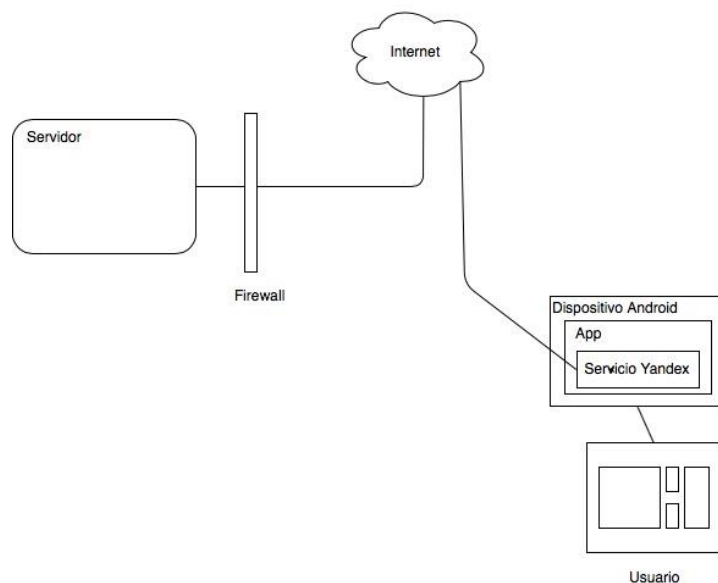 Internet
Servidor
Firewall
Dispositivo Android
App
Servicio Yandex
Usuario